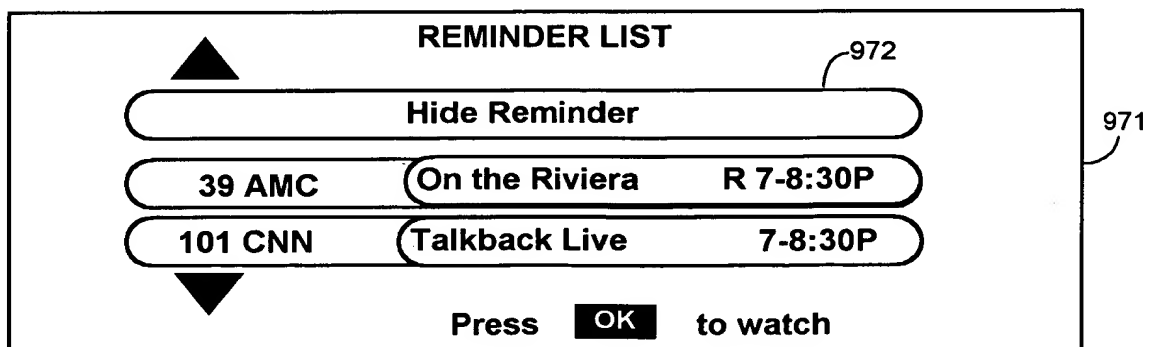 REMINDER LIST
972
Hide Reminder
971
39 AMC On the Riviera R 7-8:30P
101 CNN Talkback Live 7-8:30P
Press OK to watch